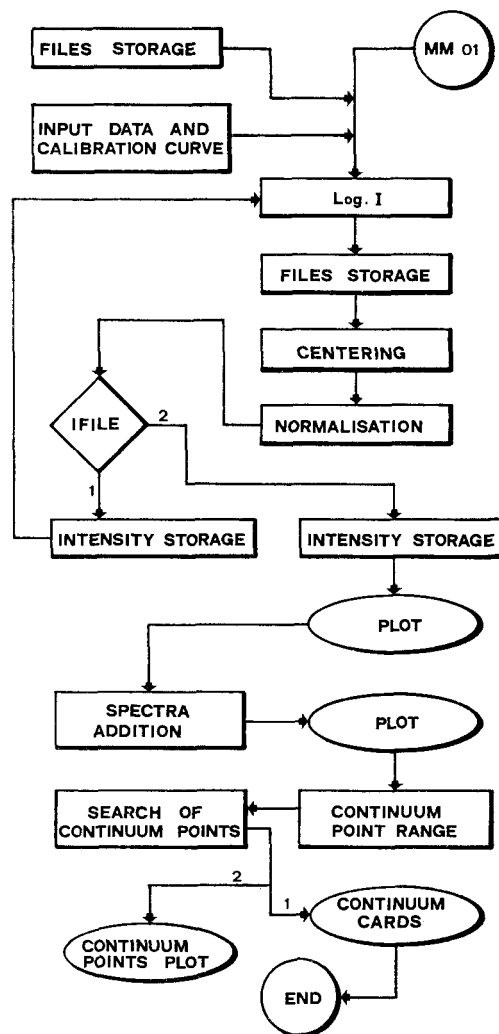 FILES STORAGE
MM 01
INPUT DATA AND
CALIBRATION CURVE
Log. I
FILES STORAGE
CENTERING
NORMALISATION
IFILE
2
1
INTENSITY STORAGE
INTENSITY STORAGE
PLOT
SPECTRA
ADDITION
PLOT
SEARCH OF
CONTINUUM POINTS
CONTINUUM
POINT RANGE
2
1
CONTINUUM
CARDS
CONTINUUM
POINTS PLOT
END